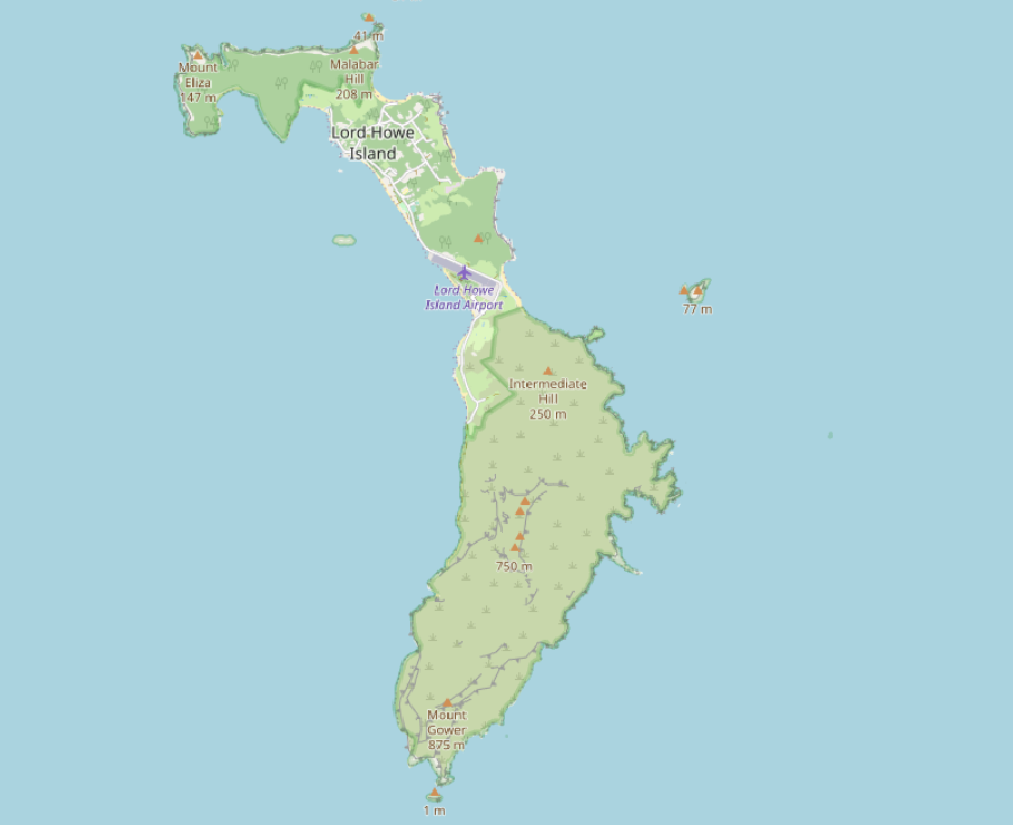 41 m
Mount
Eliza
147 m
Malabar
Hill
208 m
Lord Howe
Island
Lord Howe
Island Airport
77 m
Intermediate
Hill
250 m
750 m
Mount
Gower
875 m
1 m